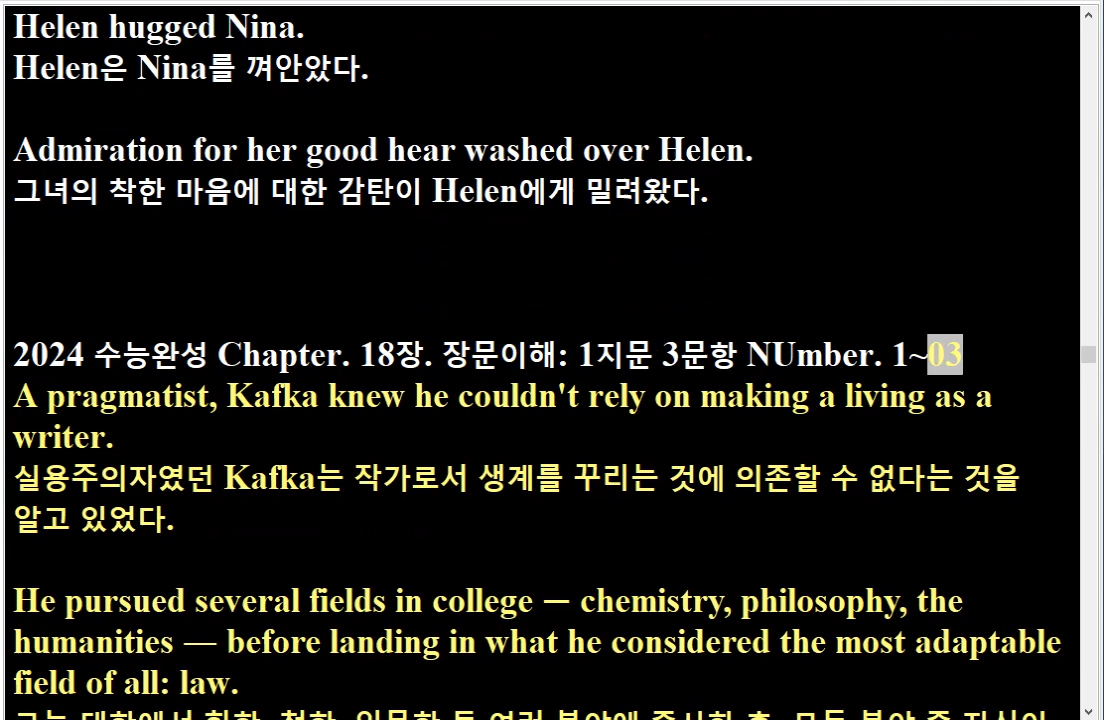 Helen hugged Nina.
Helen은 Nina를 껴안았다.
Admiration for her good hear washed over Helen.
그녀의 착한 마음에 대한 감탄이 Helen에게 밀려왔다.
2024 수능완성 Chapter. 18장. 장문이해: 1지문 3문항 NUmber. 1~03
A pragmatist, Kafka knew he couldn't rely on making a living as a
writer.
실용주의자였던 Kafka는 작가로서 생계를 꾸리는 것에 의존할 수 없다는 것을
알고 있었다.
He pursued several fields in college — chemistry, philosophy, the
humanities — before landing in what he considered the most adaptable
field of all: law.